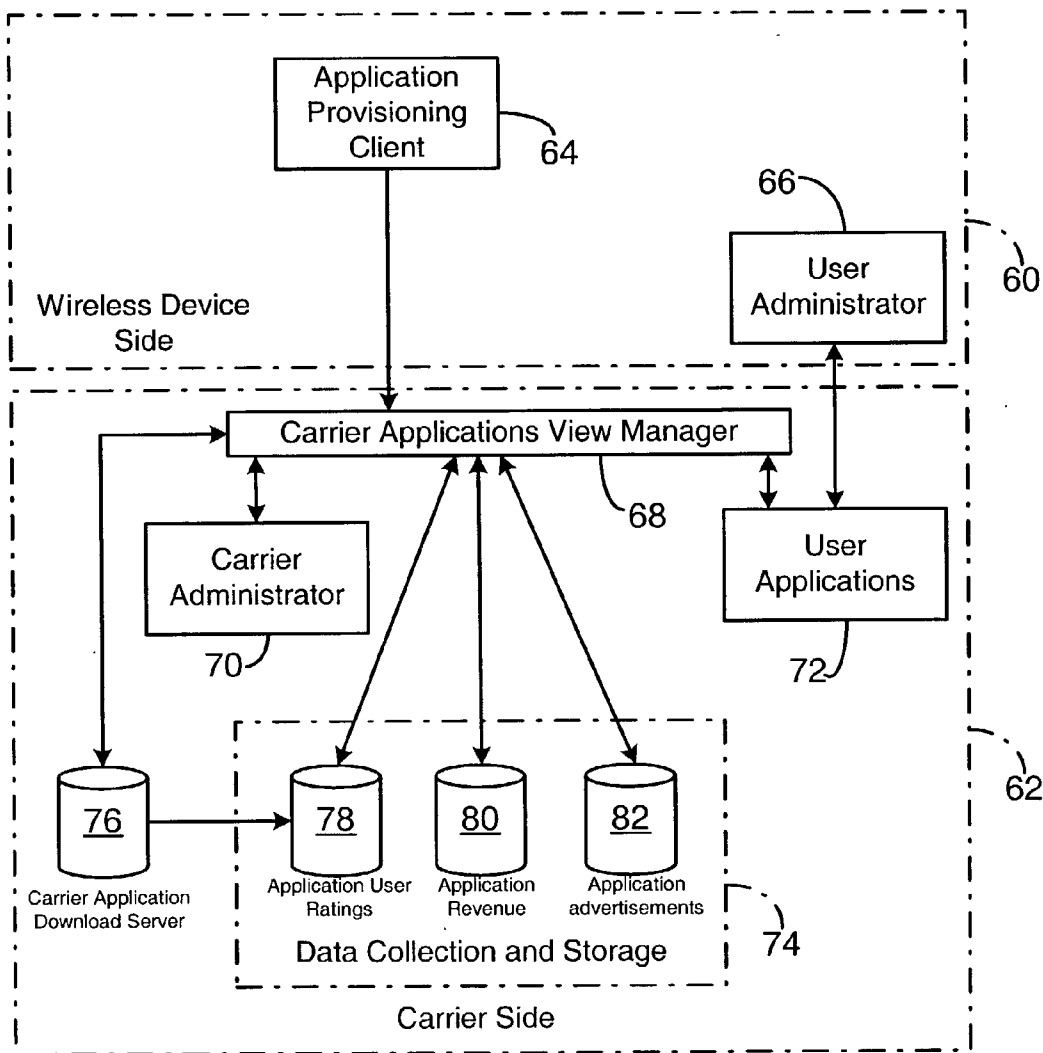 Application
Provisioning
Client
64
66
User
Administrator
60
Wireless Device
Side
Carrier Applications View Manager
68
Carrier
Administrator
70
User
Applications
72
62
76
78
80
82
Carrier Application
Download Server
Application User
Ratings
Application
Revenue
Application
advertisements
74
Data Collection and Storage
Carrier Side